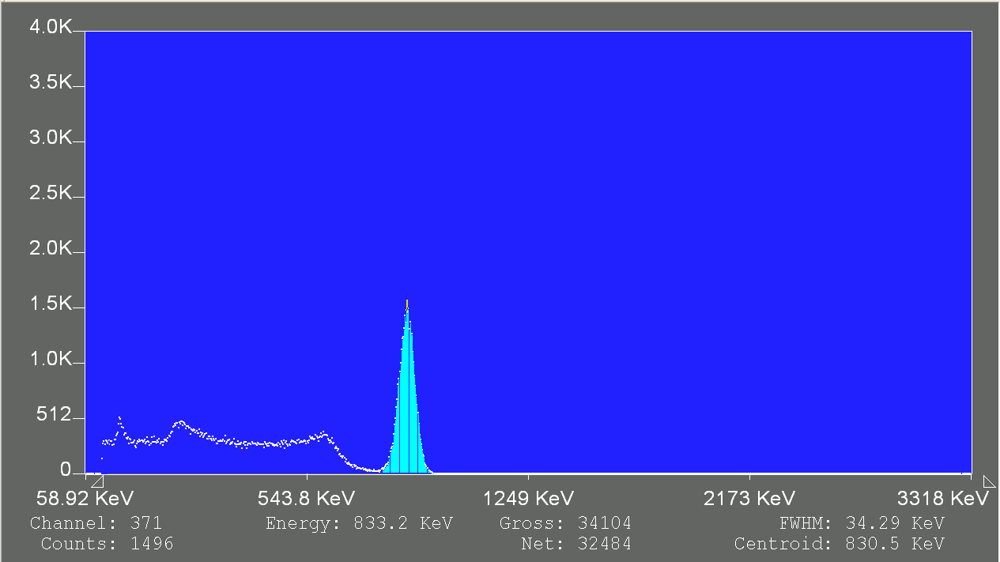 4.0K
3.5K
3.0K
2.5K
2.0K
1.5K
1.0K
512
0
58.92 KeV 543.8 KeV 1249 KeV 2173 KeV 3318 KeV
Channel: 371 Energy: 833.2 KeV Gross: 34104 FWHM: 34.29 KeV
Counts: 1496 Net: 32484 Centroid: 830.5 KeV